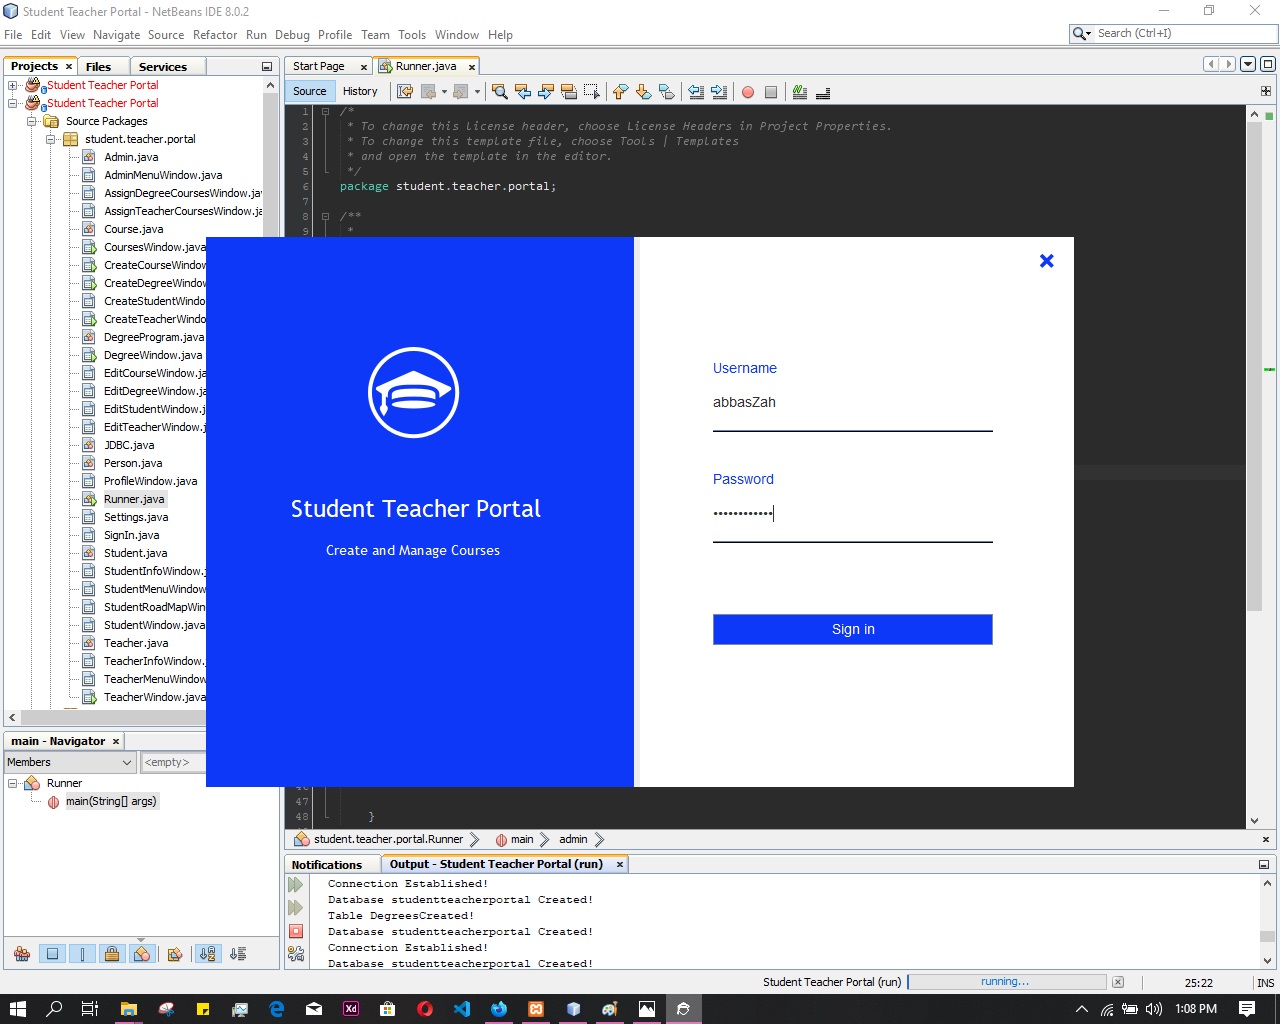 Student Teacher Portal - NetBeans IDE 8.0.2
File Edit View Navigate Source Refactor Run Debug Profile Team Tools Window Help
Search (Ctrl+I)
Projects Files Services
Student Teacher Portal
Student Teacher Portal
Source Packages
student.teacher.portal
Admin.java
AdminMenuWindow.java
AssignDegreeCoursesWindow.jav
AssignTeacherCoursesWindow.ja
Course.java
CoursesWindow.java
CreateCourseWindow
CreateDegreeWindow
CreateStudentWindo
CreateTeacherWindo
DegreeProgram.java
DegreeWindow.java
EditCourseWindow.ja
EditDegreeWindow.ja
EditStudentWindow.j
EditTeacherWindow.j
JDBC.java
Person.java
ProfileWindow.java
Runner.java
Settings.java
SignIn.java
Student.java
StudentInfoWindow.j
StudentMenuWindow
StudentRoadMapWin
StudentWindow.java
Teacher.java
TeacherInfoWindow.j
TeacherMenuWindow
TeacherWindow.java
main - Navigator
Members <empty>
Runner
main(String[] args)
Start Page Runner.java
Source History
1 /*
2 * To change this license header, choose License Headers in Project Properties.
3 * To change this template file, choose Tools | Templates
4 * and open the template in the editor.
5 */
6 package student.teacher.portal;
7
8 /**
9 *
47
48 }
Student Teacher Portal
Create and Manage Courses
Username
abbasZah
Password
••••••••••••
Sign in
student.teacher.portal.Runner main admin
Notifications Output - Student Teacher Portal (run)
Connection Established!
Database studentteacherportal Created!
Table DegreesCreated!
Database studentteacherportal Created!
Connection Established!
Database studentteacherportal Created!
Student Teacher Portal (run) running... 25:22 INS
Xd
1:08 PM